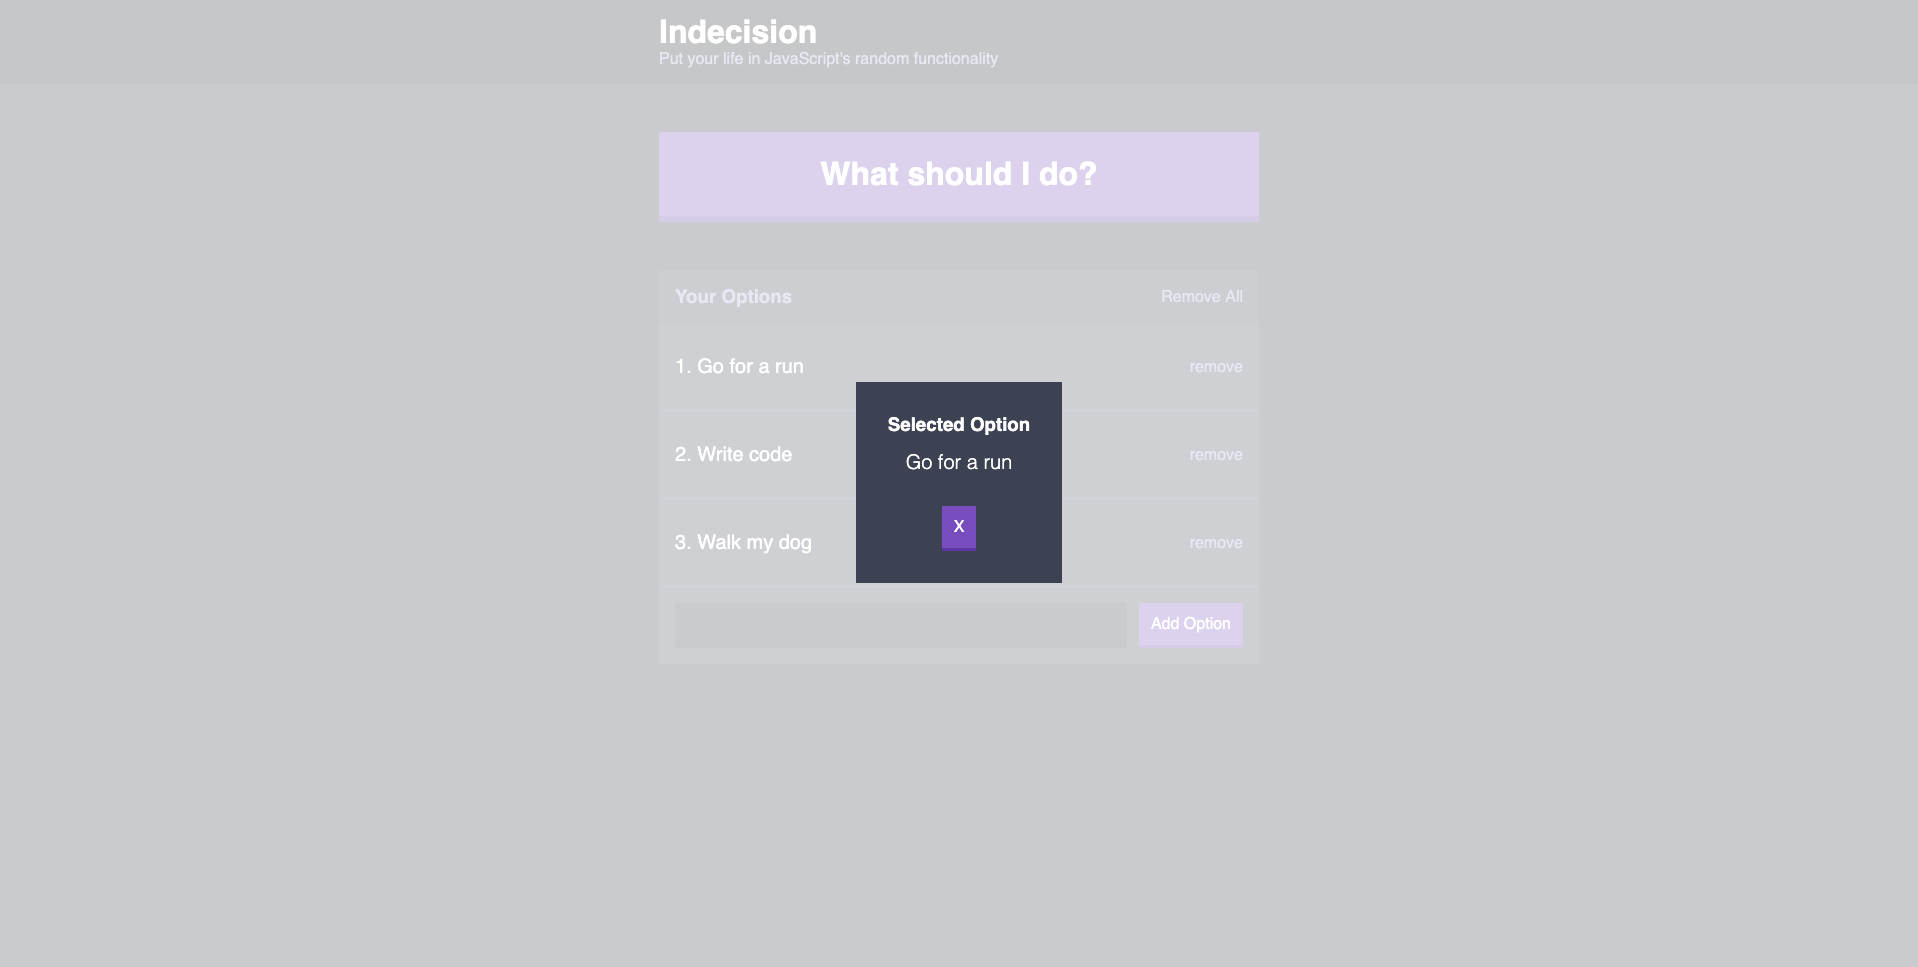 Indecision
Put your life in JavaScript's random functionality
What should I do?
Your Options
Remove All
1. Go for a run
remove
2. Write code
remove
3. Walk my dog
remove
Add Option
Selected Option
Go for a run
X